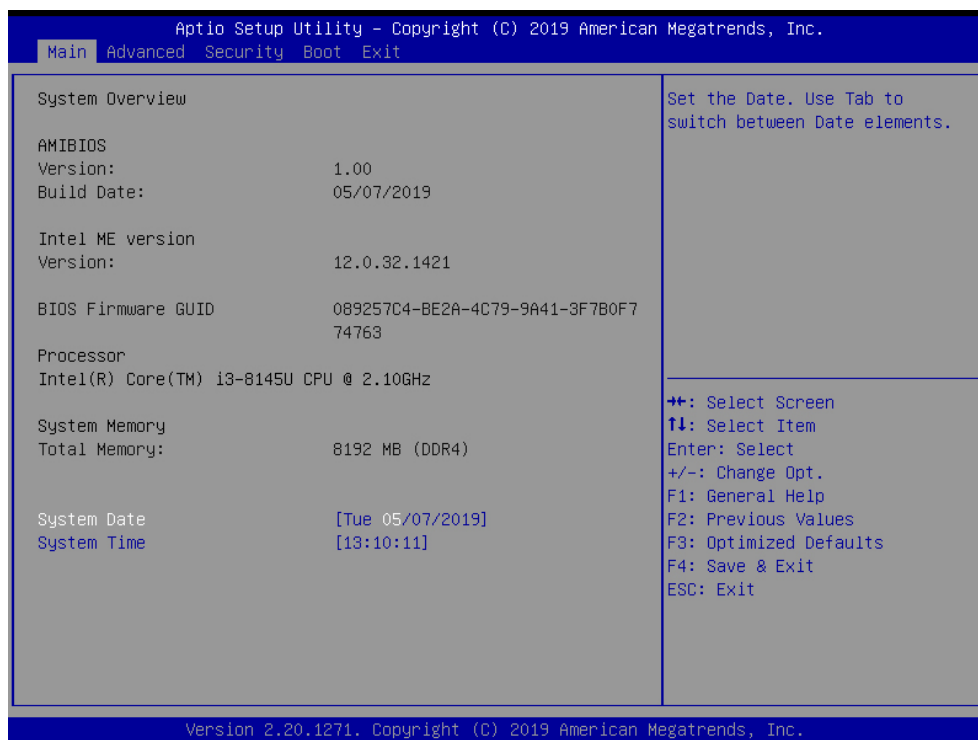 Aptio Setup Utility – Copyright (C) 2019 American Megatrends, Inc.
Main Advanced Security Boot Exit
System Overview
AMIBIOS
Version: 1.00
Build Date: 05/07/2019
Intel ME version
Version: 12.0.32.1421
BIOS Firmware GUID 089257C4-BE2A-4C79-9A41-3F7B0F7
74763
Processor
Intel(R) Core(TM) i3-8145U CPU @ 2.10GHz
System Memory
Total Memory: 8192 MB (DDR4)
System Date [Tue 05/07/2019]
System Time [13:10:11]
Set the Date. Use Tab to
switch between Date elements.
→←: Select Screen
↑↓: Select Item
Enter: Select
+/-: Change Opt.
F1: General Help
F2: Previous Values
F3: Optimized Defaults
F4: Save & Exit
ESC: Exit
Version 2.20.1271. Copyright (C) 2019 American Megatrends, Inc.